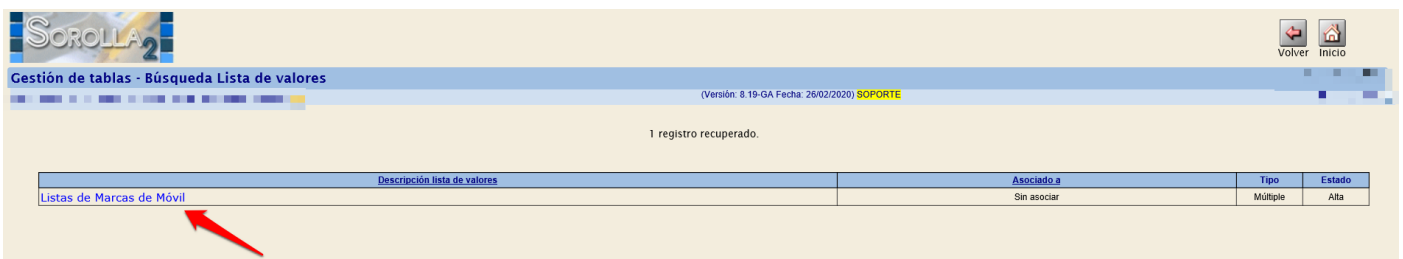 SOROLLA2
Volver Inicio
Gestión de tablas - Búsqueda Lista de valores
(Versión: 8.19-GA Fecha: 26/02/2020) SOPORTE
1 registro recuperado.
Descripción lista de valores Asociado a Tipo Estado
Listas de Marcas de Móvil Sin asociar Múltiple Alta